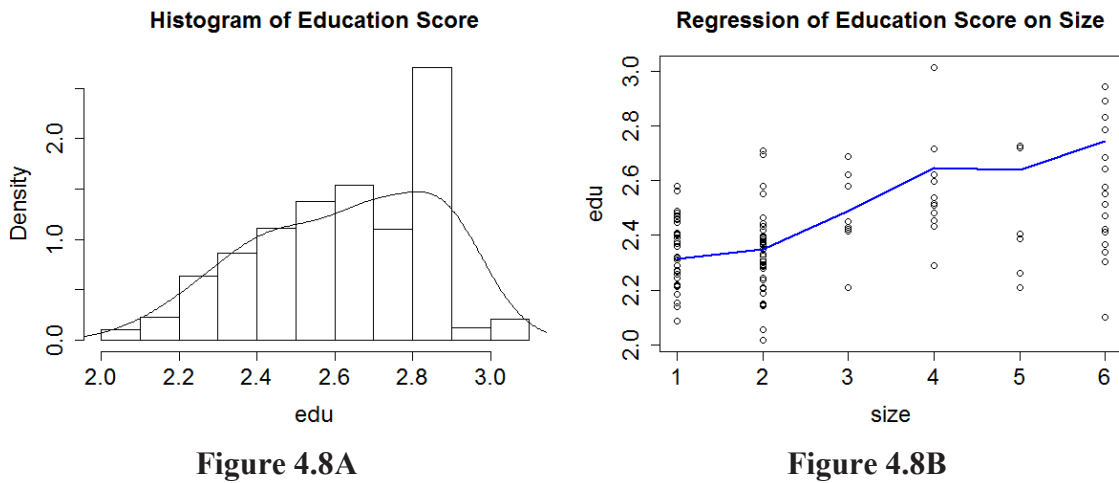 Histogram of Education Score
Density
0.0 1.0 2.0
2.0 2.2 2.4 2.6 2.8 3.0
edu
Figure 4.8A
Regression of Education Score on Size
edu
2.0 2.2 2.4 2.6 2.8 3.0
1 2 3 4 5 6
size
Figure 4.8B